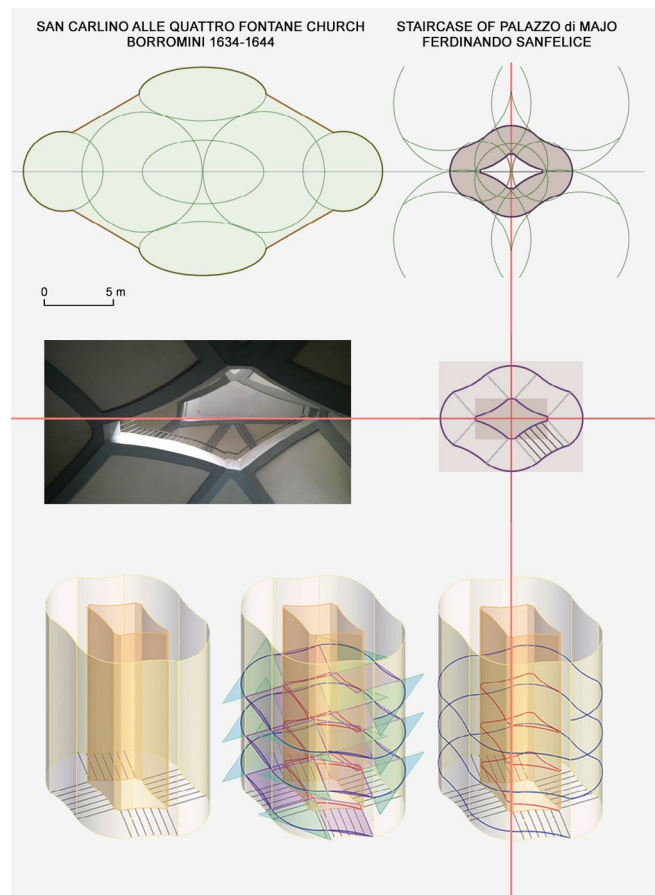 SAN CARLINO ALLE QUATTRO FONTANE CHURCH
BORROMINI 1634-1644
STAIRCASE OF PALAZZO di MAJO
FERDINANDO SANFELICE
0 5 m